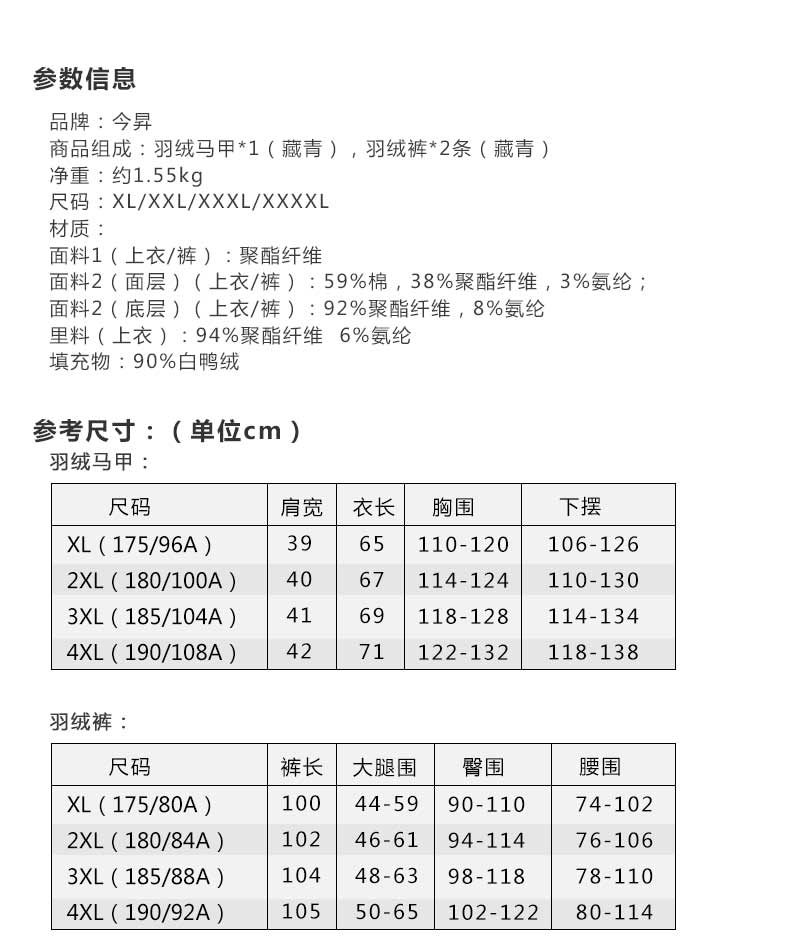 参数信息
品牌：今昇
商品组成：羽绒马甲*1（藏青），羽绒裤*2条（藏青）
净重：约1.55kg
尺码：XL/XXL/XXXL/XXXXL
材质：
面料1（上衣/裤）：聚酯纤维
面料2（面层）（上衣/裤）：59%棉，38%聚酯纤维，3%氨纶；
面料2（底层）（上衣/裤）：92%聚酯纤维，8%氨纶
里料（上衣）：94%聚酯纤维 6%氨纶
填充物：90%白鸭绒
参考尺寸：（单位cm）
羽绒马甲：
尺码 肩宽 衣长 胸围 下摆
XL（175/96A） 39 65 110-120 106-126
2XL（180/100A） 40 67 114-124 110-130
3XL（185/104A） 41 69 118-128 114-134
4XL（190/108A） 42 71 122-132 118-138
羽绒裤：
尺码 裤长 大腿围 臀围 腰围
XL（175/80A） 100 44-59 90-110 74-102
2XL（180/84A） 102 46-61 94-114 76-106
3XL（185/88A） 104 48-63 98-118 78-110
4XL（190/92A） 105 50-65 102-122 80-114